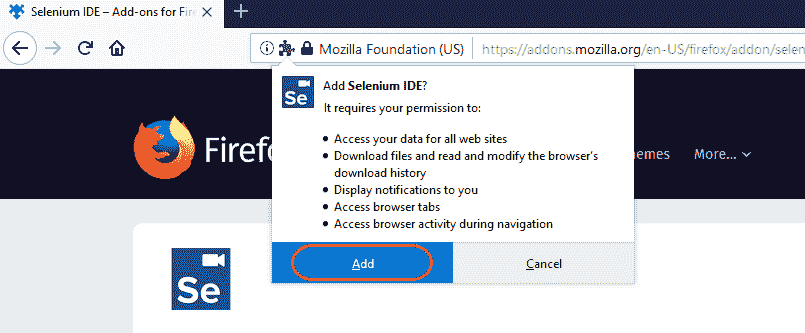 Selenium IDE – Add-ons for Fire
Mozilla Foundation (US)
https://addons.mozilla.org/en-US/firefox/addon/selen
Add Selenium IDE?
It requires your permission to:
Access your data for all web sites
Download files and read and modify the browser's
download history
Display notifications to you
Access browser tabs
Access browser activity during navigation
Add
Cancel
Firefox
hemes
More...
Se
Se